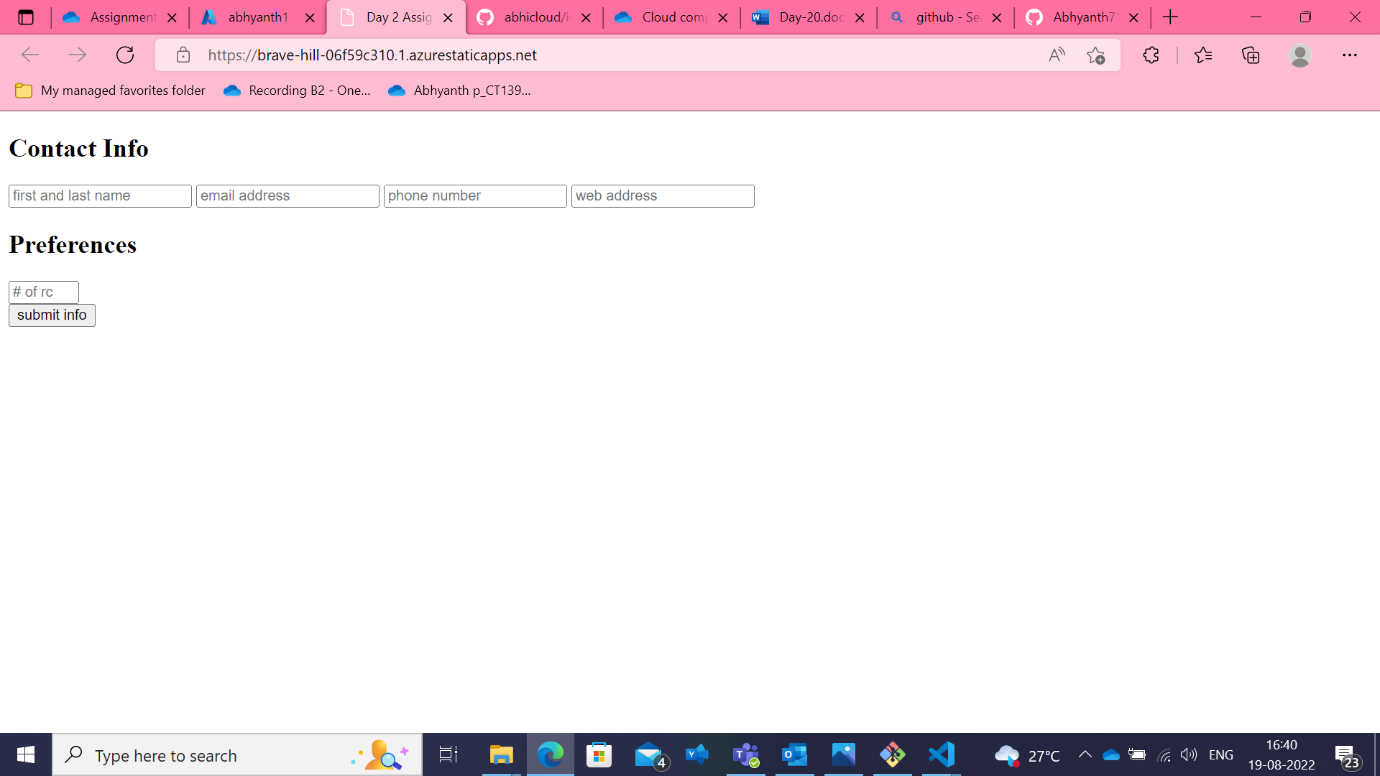 Assignment
abhyanth1
Day 2 Assig
abhicloud/i
Cloud comp
Day-20.doc
github - Se
Abhyanth7
https://brave-hill-06f59c310.1.azurestaticapps.net
My managed favorites folder
Recording B2 - One...
Abhyanth p_CT139...
Contact Info
first and last name
email address
phone number
web address
Preferences
# of rc
submit info
Type here to search
4
27°C
ENG
16:40
19-08-2022
23